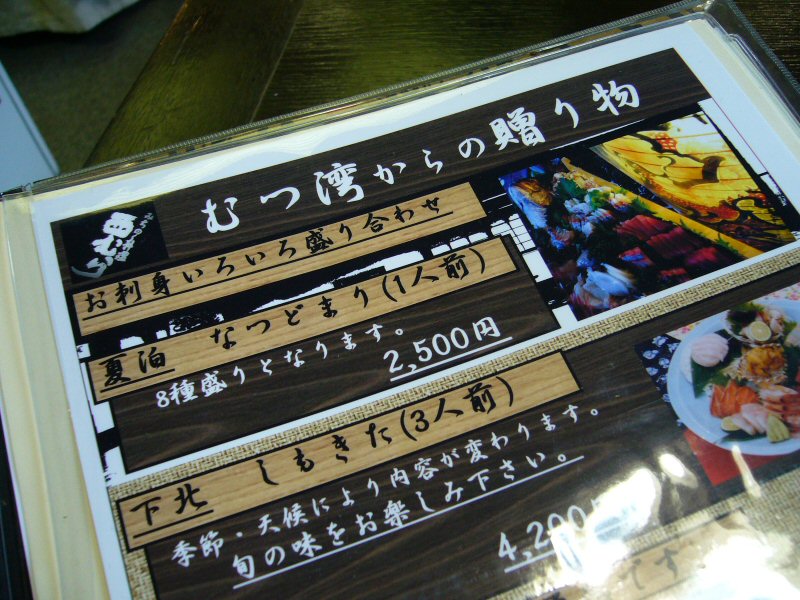 むつ湾からの贈り物
お刺身いろいろ盛り合わせ
夏泊 なつどまり(1人前)
8種盛りとなります。
2,500円
下北 しもきた(3人前)
季節・天候により内容が変わります。
旬の味をお楽しみ下さい。
4,200
です